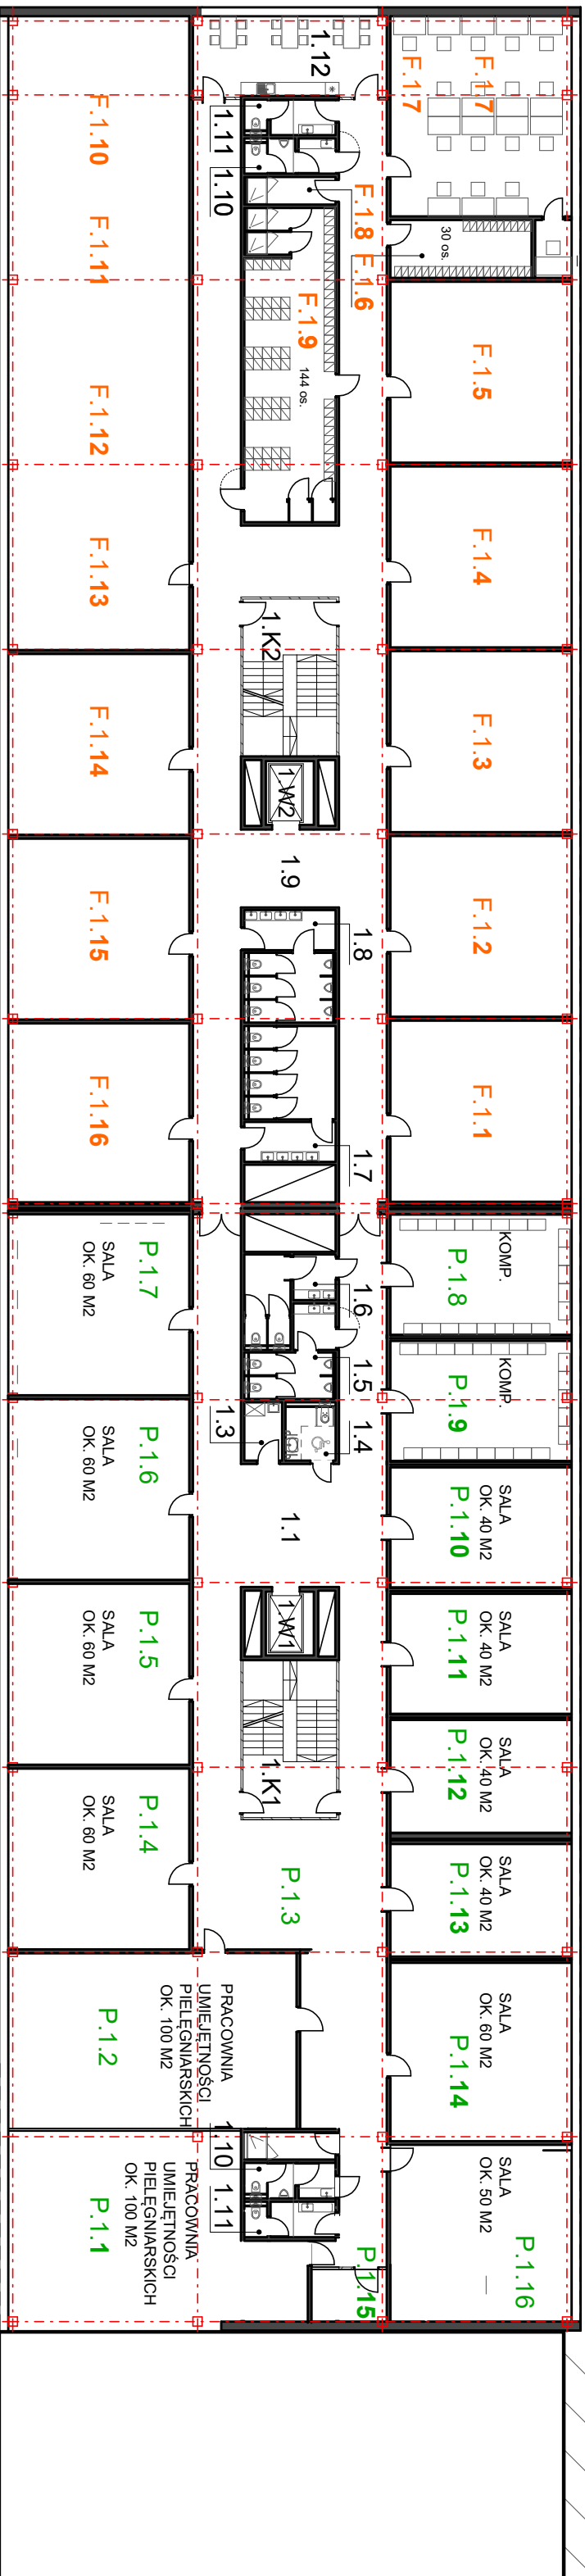 1.12
F.1.7
F.1.7
F.1.10
1.11
1.10
F.1.8
F.1.6
30 os.
F.1.11
F.1.9
144 os.
F.1.5
F.1.12
F.1.4
F.1.13
1.K2
F.1.3
F.1.14
1.W2
1.9
F.1.2
F.1.15
1.8
F.1.1
F.1.16
1.7
KOMP.
P.1.8
P.1.7
SALA
OK. 60 M2
1.6
1.5
KOMP.
P.1.9
P.1.6
SALA
OK. 60 M2
1.3
1.4
1.1
SALA
OK. 40 M2
P.1.10
P.1.5
SALA
OK. 60 M2
1.W1
SALA
OK. 40 M2
P.1.11
1.K1
SALA
OK. 40 M2
P.1.12
P.1.4
SALA
OK. 60 M2
P.1.3
SALA
OK. 40 M2
P.1.13
PRACOWNIA
UMIEJĘTNOŚCI
PIELĘGNIARSKICH
OK. 100 M2
P.1.2
SALA
OK. 60 M2
P.1.14
1.10
1.11
PRACOWNIA
UMIEJĘTNOŚCI
PIELĘGNIARSKICH
OK. 100 M2
P.1.1
P.1.15
SALA
OK. 50 M2
P.1.16